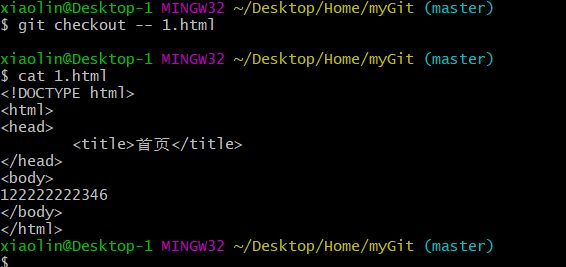 xiaolin@Desktop-1 MINGW32 ~/Desktop/Home/myGit (master)
$ git checkout -- 1.html
xiaolin@Desktop-1 MINGW32 ~/Desktop/Home/myGit (master)
$ cat 1.html
<!DOCTYPE html>
<html>
<head>
        <title>首页</title>
</head>
<body>
122222222346
</body>
</html>
xiaolin@Desktop-1 MINGW32 ~/Desktop/Home/myGit (master)
$